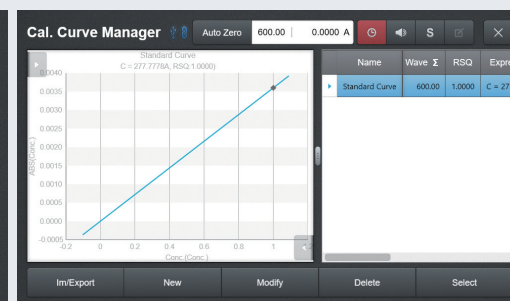 Cal. Curve Manager
Auto Zero
600.00
0.0000 A
S
Standard Curve
C = 277.7778A, RSQ:1.0000)
ABS(Conc.)
0.0040
0.0035
0.0030
0.0025
0.0020
0.0015
0.0010
0.0005
0.0000
-0.0005
-0.2 0 0.2 0.4 0.6 0.8 1
Conc.(Conc.)
Name Wave Σ RSQ Expre
Standard Curve 600.00 1.0000 C = 27
Im/Export New Modify Delete Select